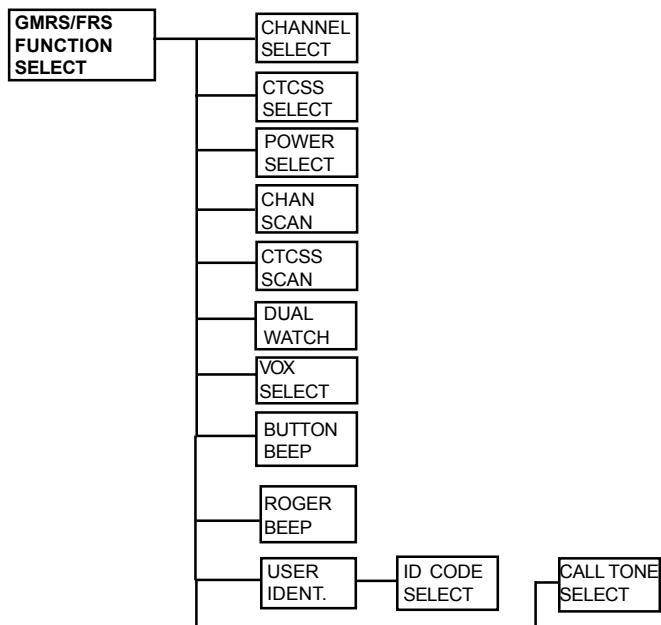 GMRS/FRS
FUNCTION
SELECT
CHANNEL
SELECT
CTCSS
SELECT
POWER
SELECT
CHAN
SCAN
CTCSS
SCAN
DUAL
WATCH
VOX
SELECT
BUTTON
BEEP
ROGER
BEEP
USER
IDENT.
ID CODE
SELECT
CALL TONE
SELECT